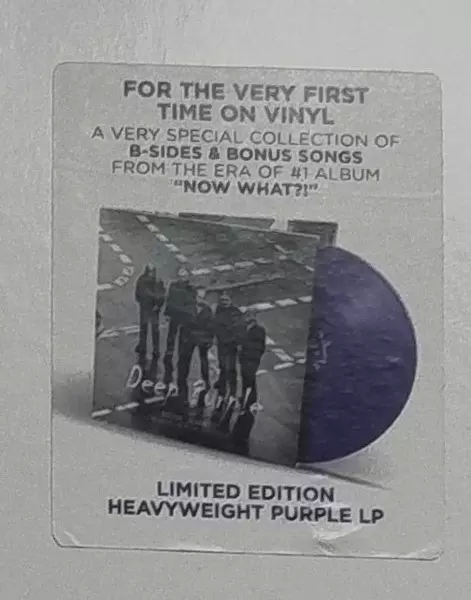 FOR THE VERY FIRST
TIME ON VINYL
A VERY SPECIAL COLLECTION OF
B-SIDES & BONUS SONGS
FROM THE ERA OF #1 ALBUM
"NOW WHAT?!"
Deep Purple
LIMITED EDITION
HEAVYWEIGHT PURPLE LP